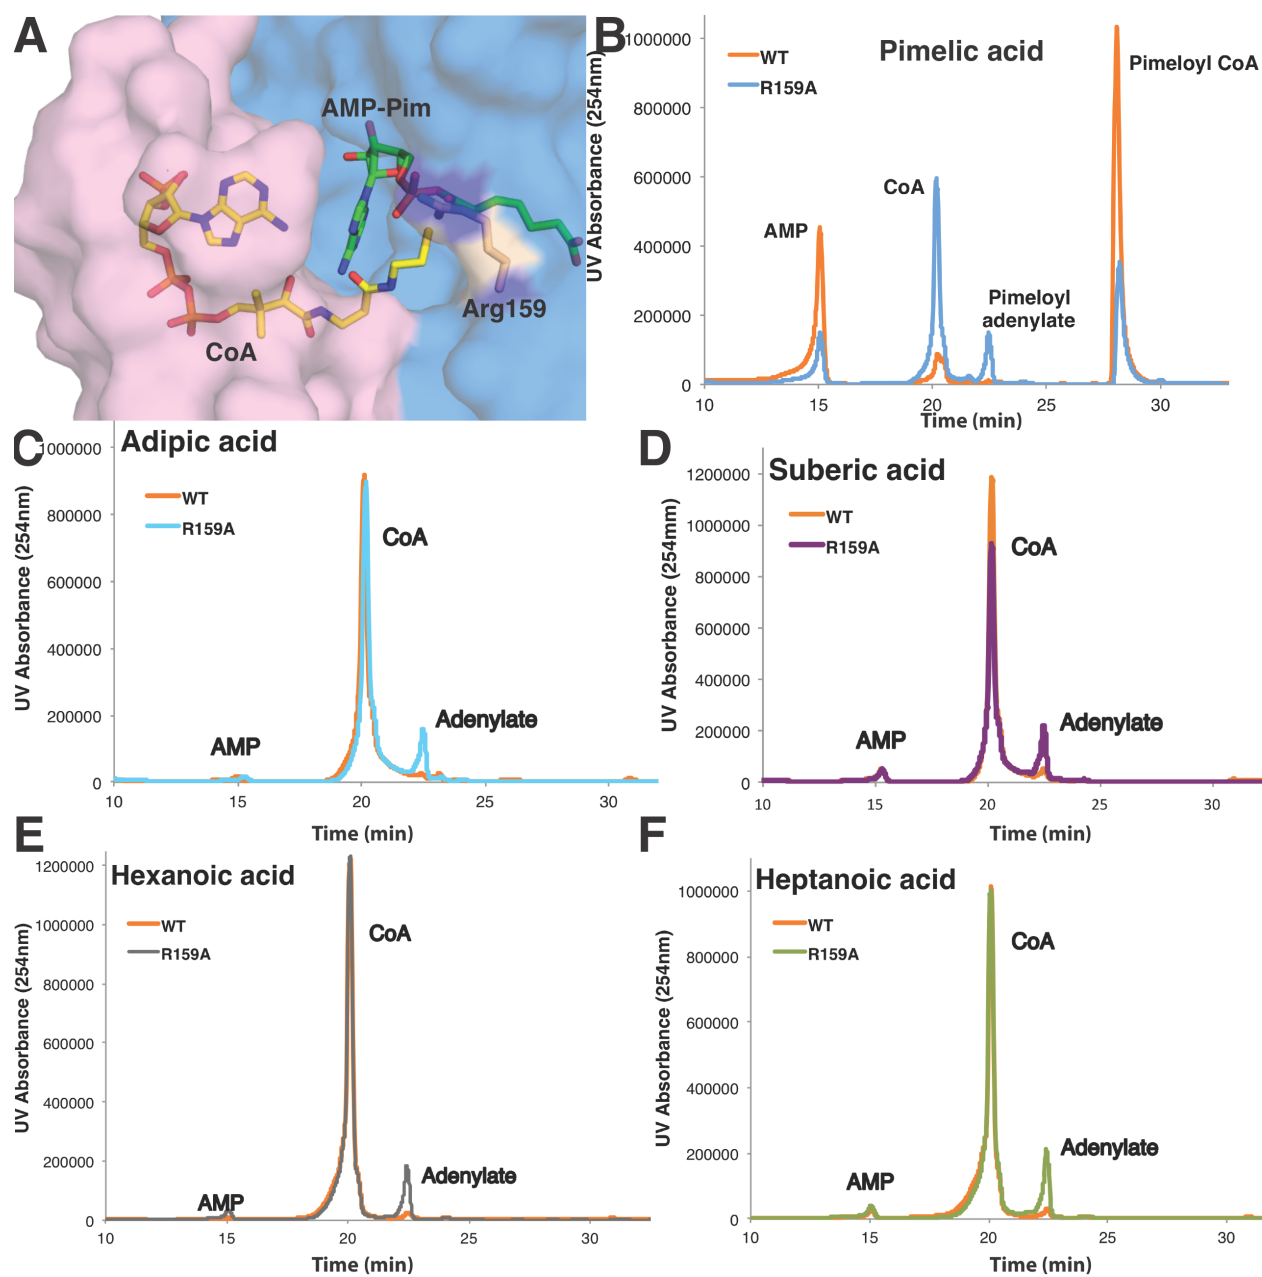 A
AMP-Pim
Arg159
CoA
B
Pimelic acid
WT
R159A
UV Absorbance (254nm)
1000000
800000
600000
400000
200000
0
AMP
CoA
Pimeloyl
adenylate
Pimeloyl CoA
10
15
20
25
30
Time (min)
C
Adipic acid
WT
R159A
UV Absorbance (254nm)
1000000
800000
600000
400000
200000
0
AMP
CoA
Adenylate
10
15
20
25
30
Time (min)
D
Suberic acid
WT
R159A
UV Absorbance (254nm)
1200000
1000000
800000
600000
400000
200000
0
AMP
CoA
Adenylate
10
15
20
25
30
Time (min)
E
Hexanoic acid
WT
R159A
UV Absorbance (254nm)
1200000
1000000
800000
600000
400000
200000
0
AMP
CoA
Adenylate
10
15
20
25
30
Time (min)
F
Heptanoic acid
WT
R159A
UV Absorbance (254nm)
1000000
800000
600000
400000
200000
0
AMP
CoA
Adenylate
10
15
20
25
30
Time (min)